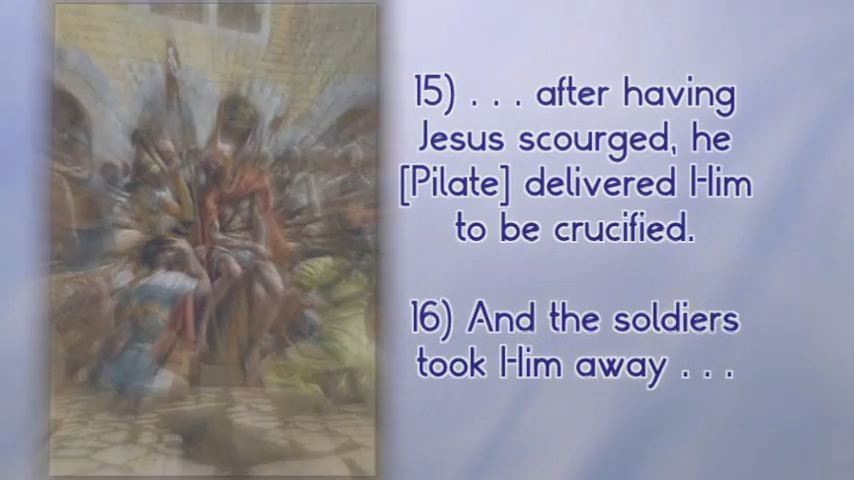 15) . . . after having
Jesus scourged, he
[Pilate] delivered Him
to be crucified.
16) And the soldiers
took Him away . . .